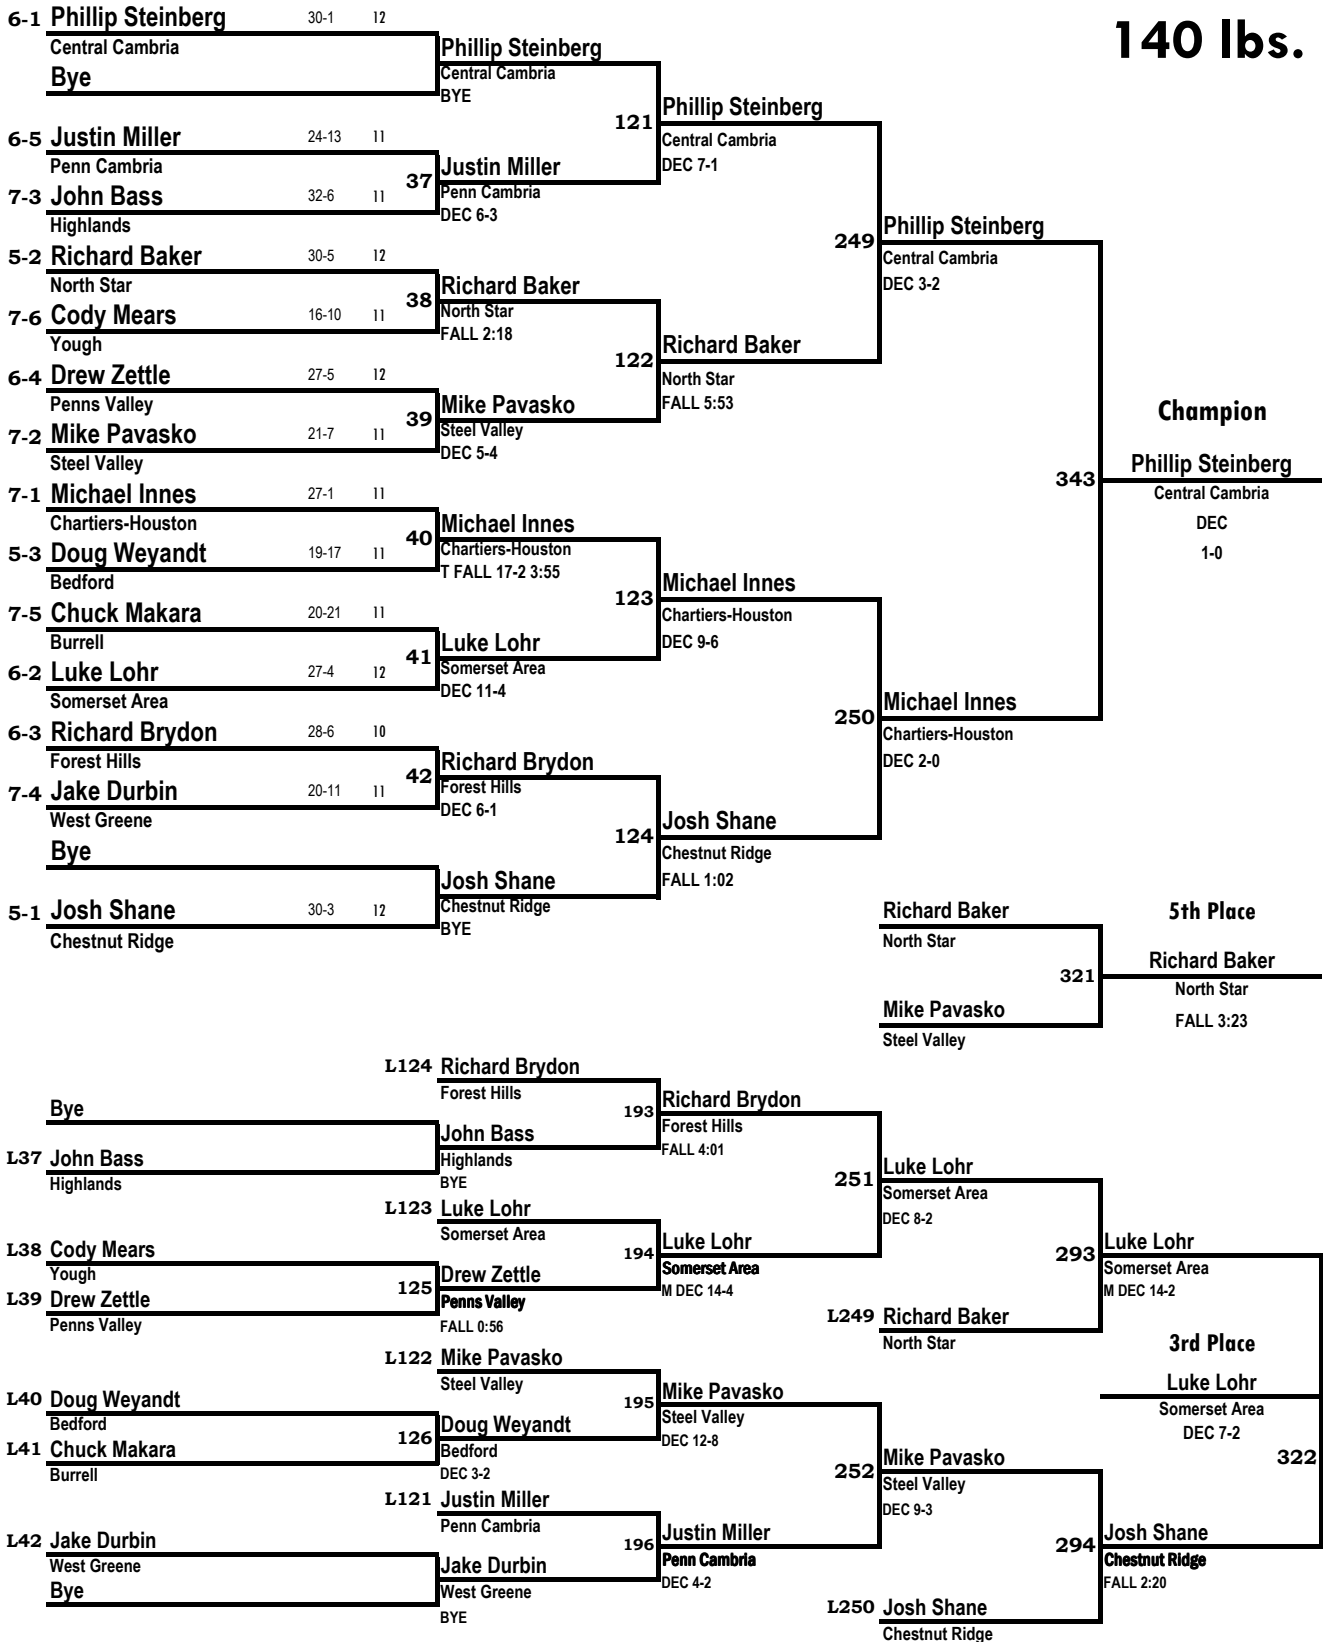 140 lbs.
6-1 Phillip Steinberg 30-1 12
Central Cambria
Bye
6-5 Justin Miller 24-13 11
Penn Cambria
7-3 John Bass 32-6 11
Highlands
5-2 Richard Baker 30-5 12
North Star
7-6 Cody Mears 16-10 11
Yough
6-4 Drew Zettle 27-5 12
Penns Valley
7-2 Mike Pavasko 21-7 11
Steel Valley
7-1 Michael Innes 27-1 11
Chartiers-Houston
5-3 Doug Weyandt 19-17 11
Bedford
7-5 Chuck Makara 20-21 11
Burrell
6-2 Luke Lohr 27-4 12
Somerset Area
6-3 Richard Brydon 28-6 10
Forest Hills
7-4 Jake Durbin 20-11 11
West Greene
Bye
5-1 Josh Shane 30-3 12
Chestnut Ridge
Phillip Steinberg
Central Cambria
BYE
37 Justin Miller
Penn Cambria
DEC 6-3
38 Richard Baker
North Star
FALL 2:18
39 Mike Pavasko
Steel Valley
DEC 5-4
40 Michael Innes
Chartiers-Houston
T FALL 17-2 3:55
41 Luke Lohr
Somerset Area
DEC 11-4
42 Richard Brydon
Forest Hills
DEC 6-1
Josh Shane
Chestnut Ridge
BYE
121 Phillip Steinberg
Central Cambria
DEC 7-1
122 Richard Baker
North Star
FALL 5:53
123 Michael Innes
Chartiers-Houston
DEC 9-6
124 Josh Shane
Chestnut Ridge
FALL 1:02
249 Phillip Steinberg
Central Cambria
DEC 3-2
250 Michael Innes
Chartiers-Houston
DEC 2-0
343
Champion
Phillip Steinberg
Central Cambria
DEC
1-0
Richard Baker
North Star
321
Mike Pavasko
Steel Valley
5th Place
Richard Baker
North Star
FALL 3:23
Bye
L37 John Bass
Highlands
L38 Cody Mears
Yough
L39 Drew Zettle
Penns Valley
L40 Doug Weyandt
Bedford
L41 Chuck Makara
Burrell
L42 Jake Durbin
West Greene
Bye
L124 Richard Brydon
Forest Hills
John Bass
Highlands
BYE
L123 Luke Lohr
Somerset Area
125 Drew Zettle
Penns Valley
FALL 0:56
L122 Mike Pavasko
Steel Valley
126 Doug Weyandt
Bedford
DEC 3-2
L121 Justin Miller
Penn Cambria
Jake Durbin
West Greene
BYE
193 Richard Brydon
Forest Hills
FALL 4:01
194 Luke Lohr
Somerset Area
M DEC 14-4
195 Mike Pavasko
Steel Valley
DEC 12-8
196 Justin Miller
Penn Cambria
DEC 4-2
251 Luke Lohr
Somerset Area
DEC 8-2
L249 Richard Baker
North Star
252 Mike Pavasko
Steel Valley
DEC 9-3
L250 Josh Shane
Chestnut Ridge
293 Luke Lohr
Somerset Area
M DEC 14-2
294 Josh Shane
Chestnut Ridge
FALL 2:20
3rd Place
Luke Lohr
Somerset Area
DEC 7-2
322